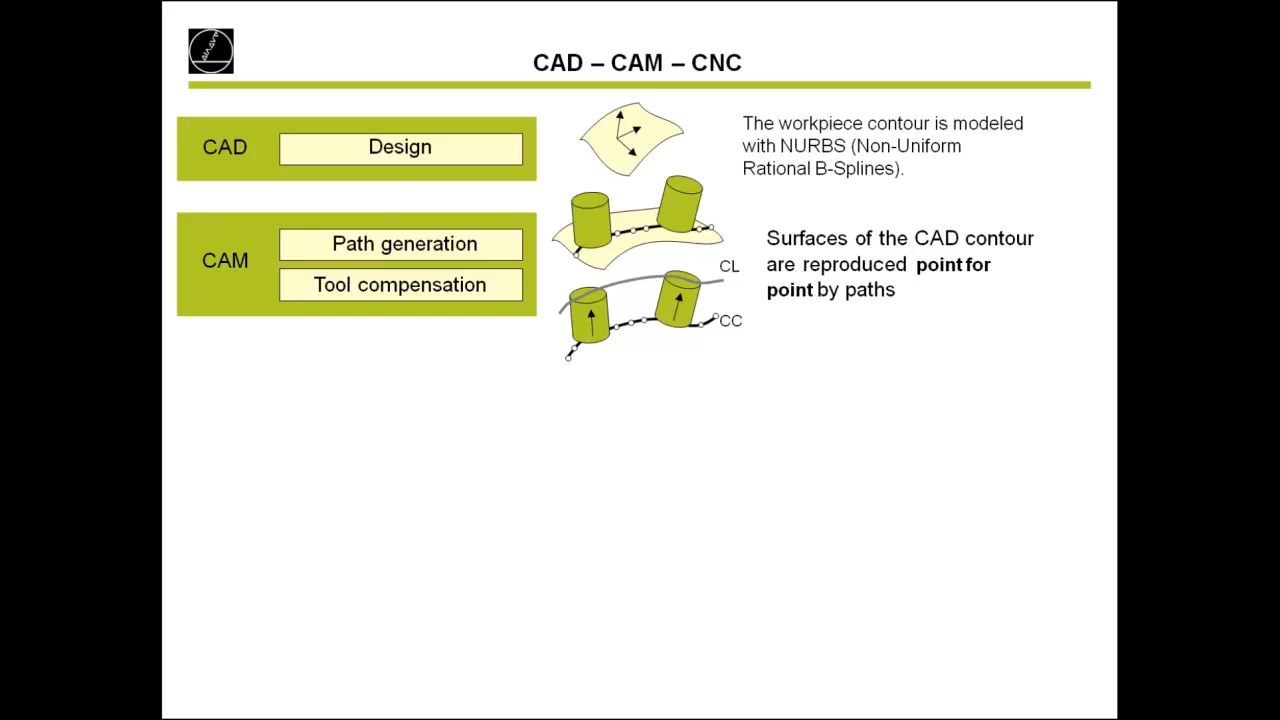 CAD – CAM – CNC
CAD
Design
The workpiece contour is modeled
with NURBS (Non-Uniform
Rational B-Splines).
CAM
Path generation
Tool compensation
CL
CC
Surfaces of the CAD contour
are reproduced point for
point by paths